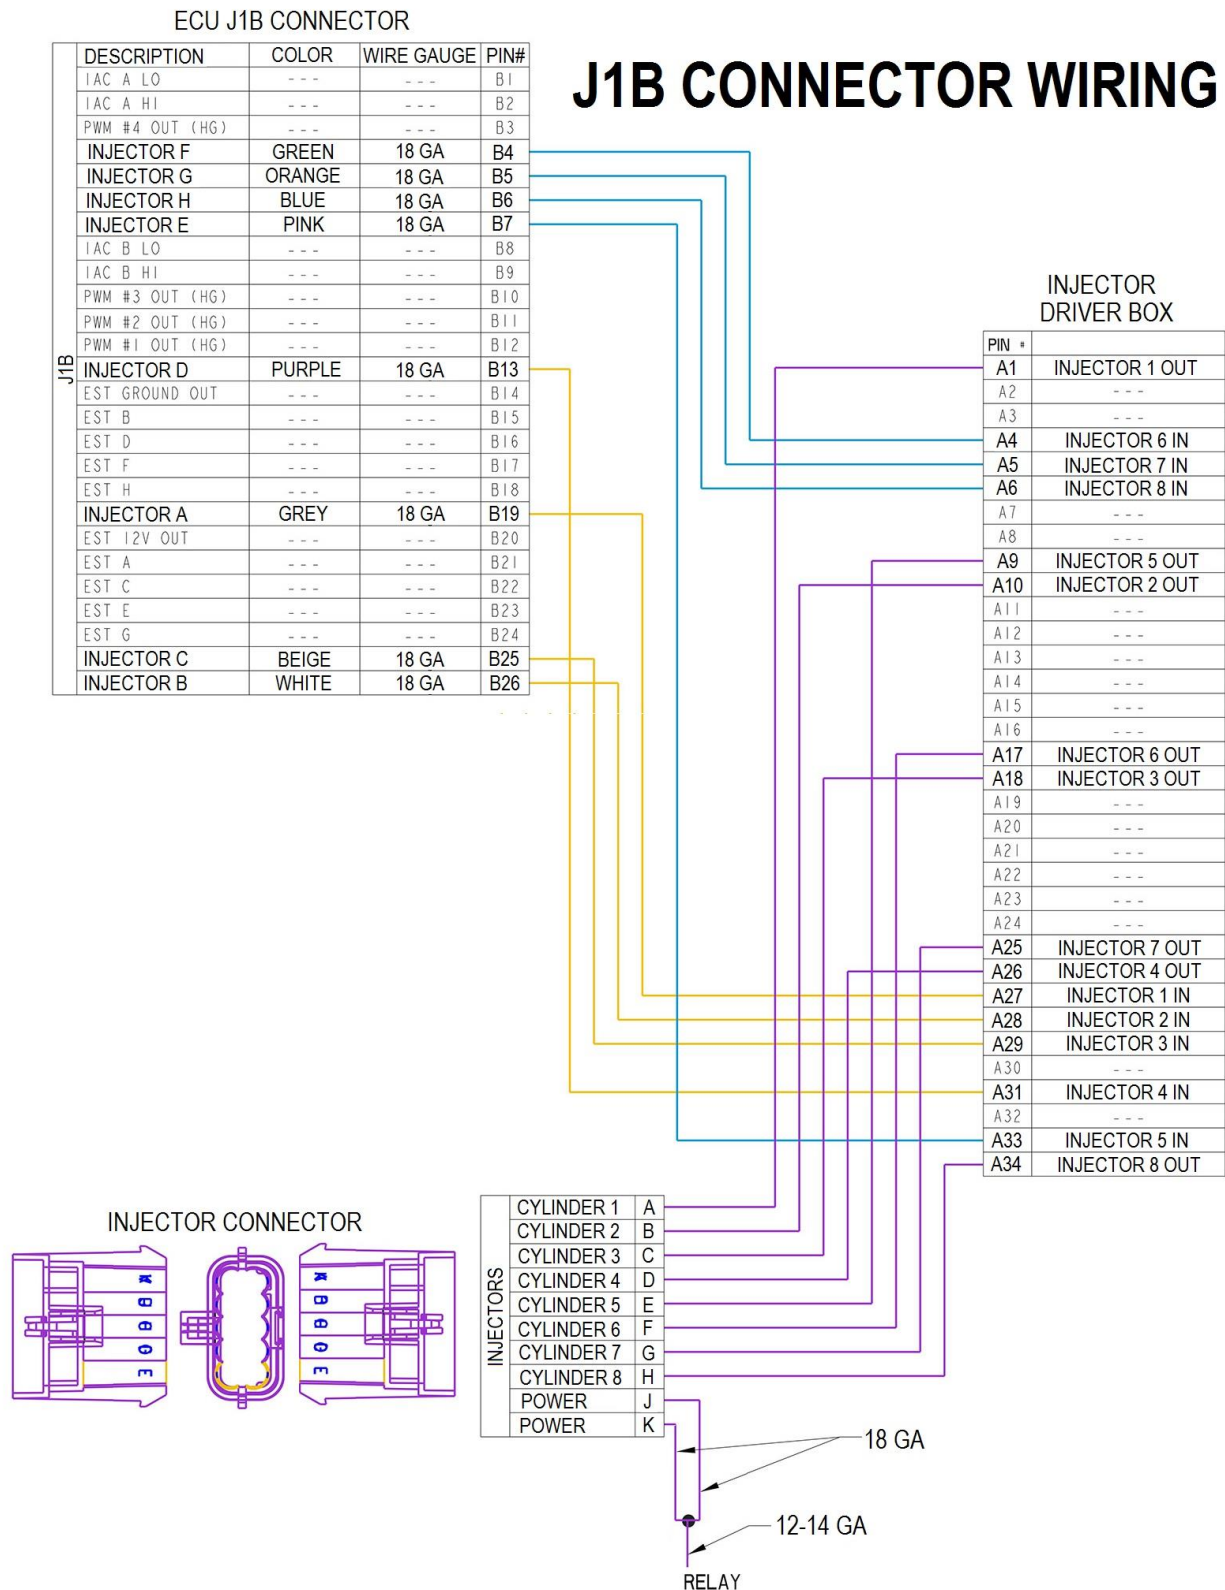 ECU J1B CONNECTOR
J1B CONNECTOR WIRING
J1B
DESCRIPTION COLOR WIRE GAUGE PIN#
IAC A LO --- --- B1
IAC A HI --- --- B2
PWM #4 OUT (HG) --- --- B3
INJECTOR F GREEN 18 GA B4
INJECTOR G ORANGE 18 GA B5
INJECTOR H BLUE 18 GA B6
INJECTOR E PINK 18 GA B7
IAC B LO --- --- B8
IAC B HI --- --- B9
PWM #3 OUT (HG) --- --- B10
PWM #2 OUT (HG) --- --- B11
PWM #1 OUT (HG) --- --- B12
INJECTOR D PURPLE 18 GA B13
EST GROUND OUT --- --- B14
EST B --- --- B15
EST D --- --- B16
EST F --- --- B17
EST H --- --- B18
INJECTOR A GREY 18 GA B19
EST 12V OUT --- --- B20
EST A --- --- B21
EST C --- --- B22
EST E --- --- B23
EST G --- --- B24
INJECTOR C BEIGE 18 GA B25
INJECTOR B WHITE 18 GA B26
INJECTOR
DRIVER BOX
PIN #
A1 INJECTOR 1 OUT
A2 ---
A3 ---
A4 INJECTOR 6 IN
A5 INJECTOR 7 IN
A6 INJECTOR 8 IN
A7 ---
A8 ---
A9 INJECTOR 5 OUT
A10 INJECTOR 2 OUT
A11 ---
A12 ---
A13 ---
A14 ---
A15 ---
A16 ---
A17 INJECTOR 6 OUT
A18 INJECTOR 3 OUT
A19 ---
A20 ---
A21 ---
A22 ---
A23 ---
A24 ---
A25 INJECTOR 7 OUT
A26 INJECTOR 4 OUT
A27 INJECTOR 1 IN
A28 INJECTOR 2 IN
A29 INJECTOR 3 IN
A30 ---
A31 INJECTOR 4 IN
A32 ---
A33 INJECTOR 5 IN
A34 INJECTOR 8 OUT
INJECTOR CONNECTOR
E
INJECTORS
CYLINDER 1 A
CYLINDER 2 B
CYLINDER 3 C
CYLINDER 4 D
CYLINDER 5 E
CYLINDER 6 F
CYLINDER 7 G
CYLINDER 8 H
POWER J
POWER K
18 GA
12-14 GA
RELAY